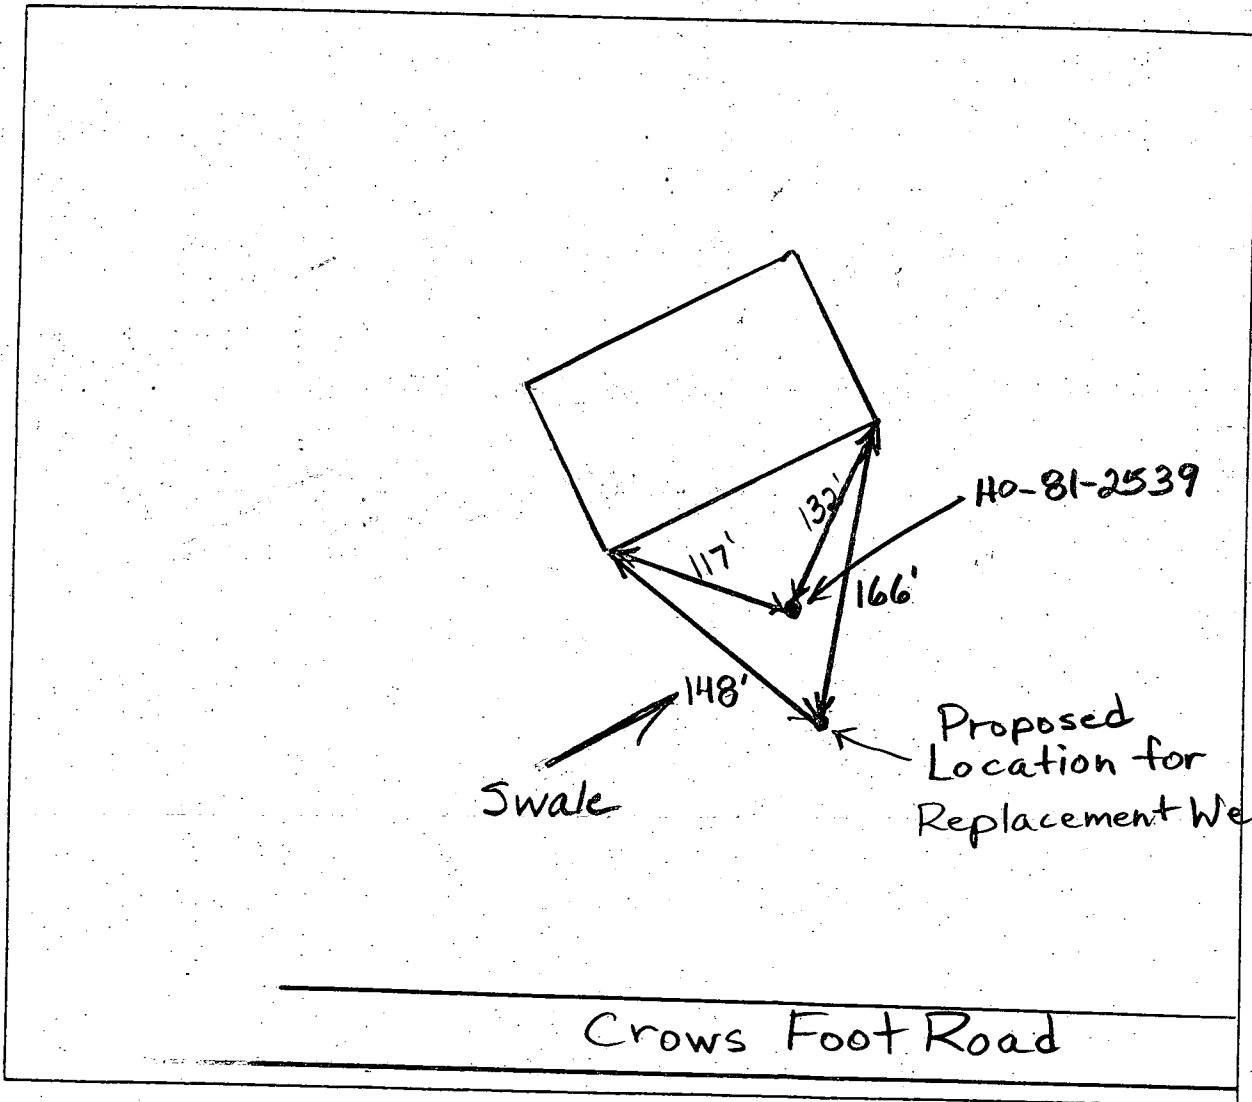 132'
HO-81-2539
117'
166'
148'
Proposed
Location for
Swale
Replacement We
Crows Foot Road